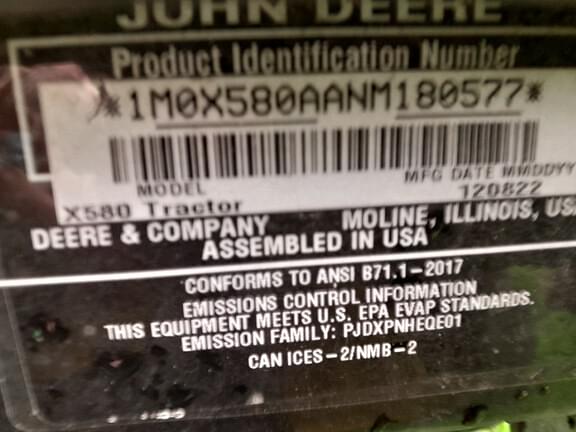 JOHN DEERE
Product Identification Number
*1M0X580AANM180577*
MODEL MFG DATE MMDDYY
X580 Tractor 120822
DEERE & COMPANY MOLINE, ILLINOIS, USA
ASSEMBLED IN USA
CONFORMS TO ANSI B71.1-2017
EMISSIONS CONTROL INFORMATION
THIS EQUIPMENT MEETS U.S. EPA EVAP STANDARDS.
EMISSION FAMILY: PJDXPNHEQE01
CAN ICES-2/NMB-2